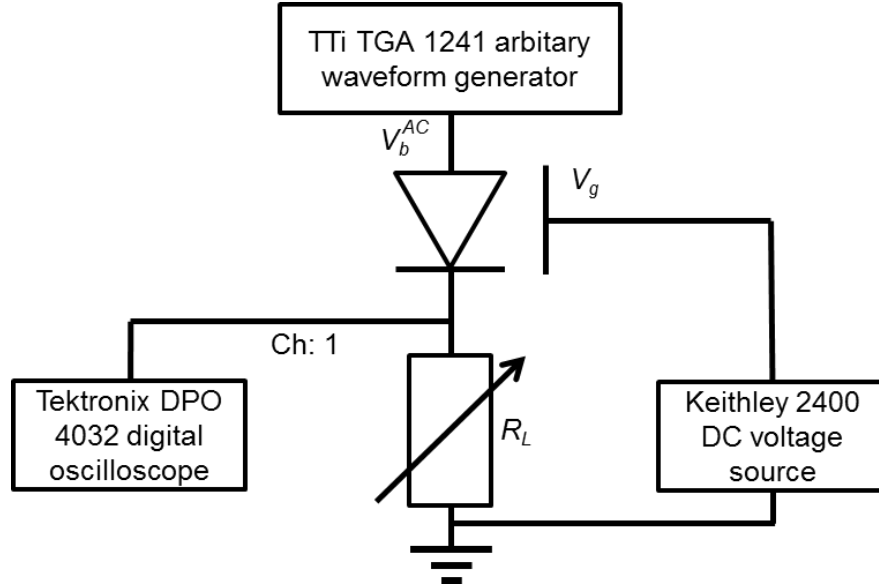 TTi TGA 1241 arbitary
waveform generator
V_b^{AC}
V_g
Ch: 1
Tektronix DPO
4032 digital
oscilloscope
R_L
Keithley 2400
DC voltage
source